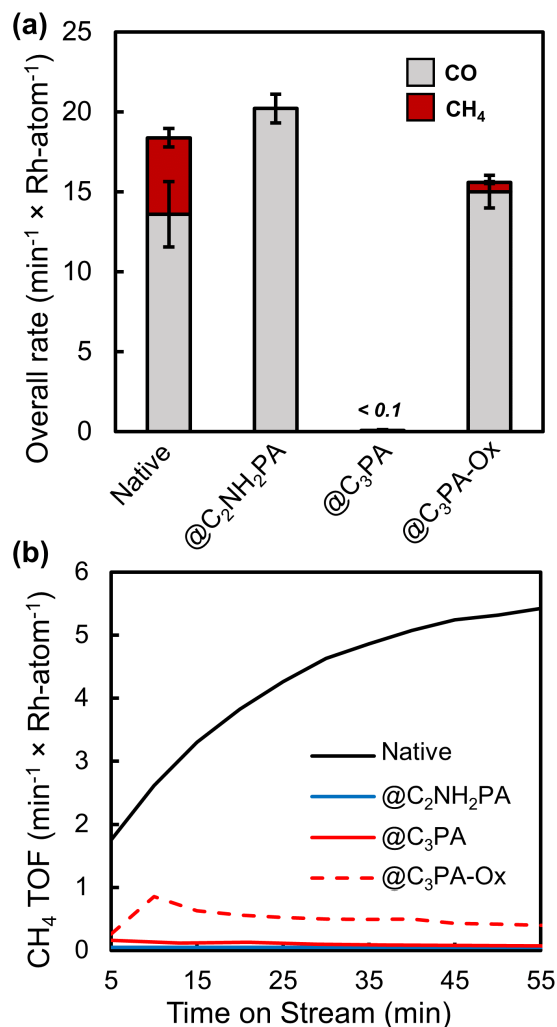 (a)
Overall rate (min⁻¹ × Rh-atom⁻¹)
25
20
15
10
5
0
CO
CH₄
< 0.1
Native
@C₂NH₂PA
@C₃PA
@C₃PA-Ox
(b)
CH₄ TOF (min⁻¹ × Rh-atom⁻¹)
6
5
4
3
2
1
0
Native
@C₂NH₂PA
@C₃PA
@C₃PA-Ox
5 15 25 35 45 55
Time on Stream (min)